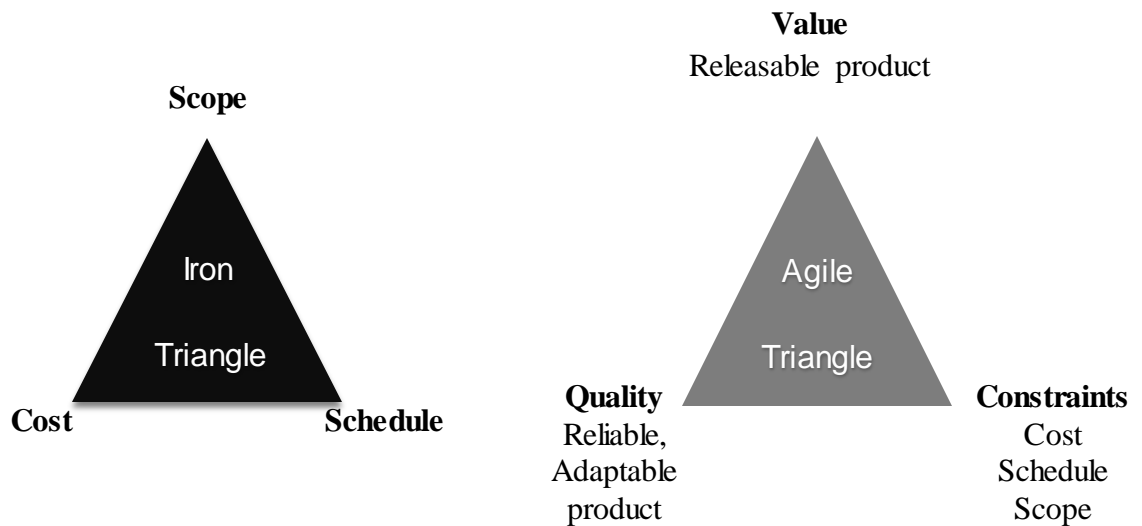 Scope
Iron
Triangle
Cost
Schedule
Value
Releasable product
Agile
Triangle
Quality
Reliable,
Adaptable
product
Constraints
Cost
Schedule
Scope